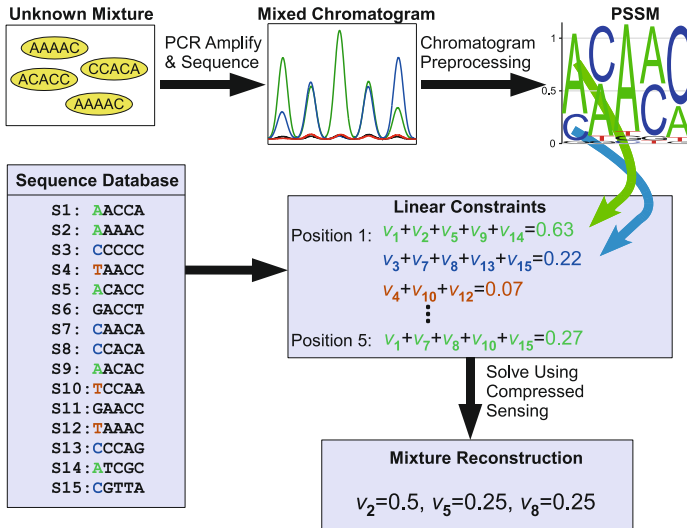 Unknown Mixture
AAAAC
CCACA
ACACC
AAAAC
PCR Amplify
& Sequence
Mixed Chromatogram
Chromatogram
Preprocessing
PSSM
1
0.5
0
A C A A C
C A A C A
Sequence Database
S1: AACCA
S2: AAAAC
S3: CCCCC
S4: TAACC
S5: ACACC
S6: GACCT
S7: CAACA
S8: CCACA
S9: AACAC
S10: TCCAA
S11: GAACC
S12: TAAAC
S13: CCCAG
S14: ATCGC
S15: CGTTA
Linear Constraints
Position 1: v1+v2+v5+v9+v14=0.63
v3+v7+v8+v13+v15=0.22
v4+v10+v12=0.07
⋮
Position 5: v1+v7+v8+v10+v15=0.27
Solve Using
Compressed
Sensing
Mixture Reconstruction
v2=0.5, v5=0.25, v8=0.25